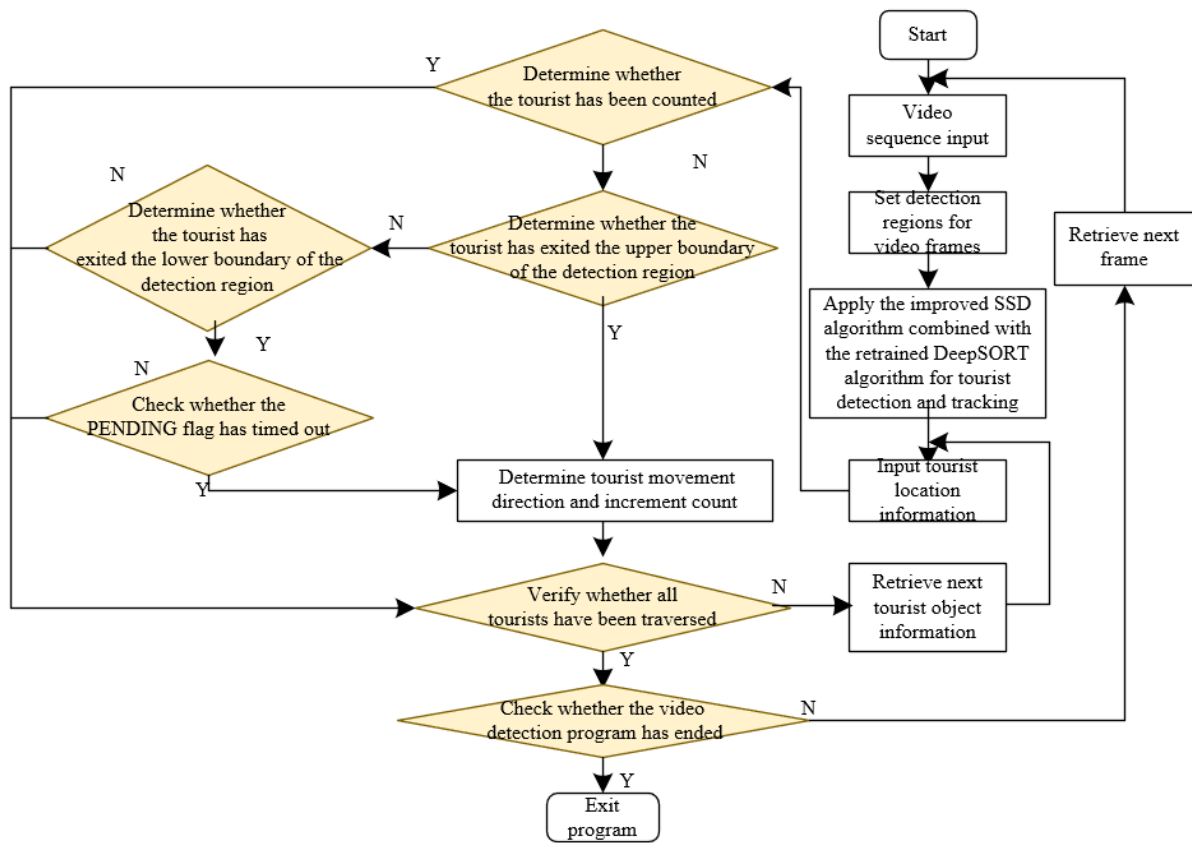 Start
Video
sequence input
Set detection
regions for
video frames
Apply the improved SSD
algorithm combined with
the retrained DeepSORT
algorithm for tourist
detection and tracking
Input tourist
location
information
Retrieve next
frame
Y
Determine whether
the tourist has been counted
N
Determine whether the
tourist has exited the upper boundary
of the detection region
N
Y
N
Determine whether
the tourist has
exited the lower boundary of the
detection region
Y
N
Check whether the
PENDING flag has timed out
Y
Determine tourist movement
direction and increment count
Verify whether all
tourists have been traversed
N
Retrieve next
tourist object
information
Y
Check whether the video
detection program has ended
N
Y
Exit
program